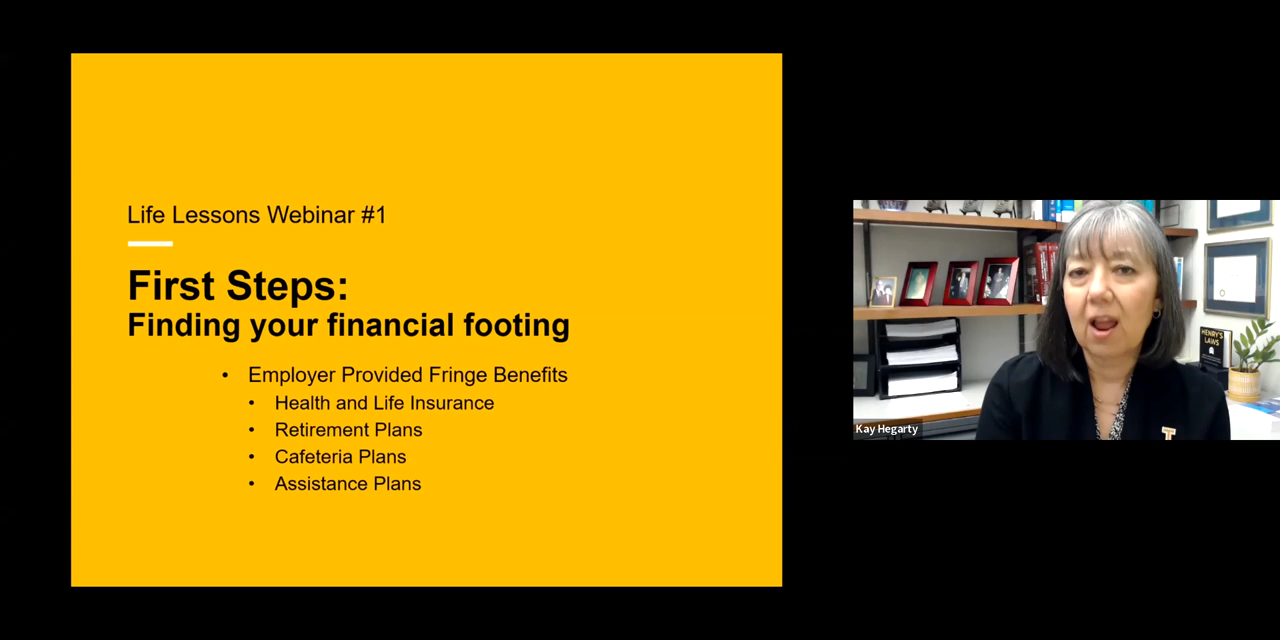 Life Lessons Webinar #1
First Steps:
Finding your financial footing
• Employer Provided Fringe Benefits
• Health and Life Insurance
• Retirement Plans
• Cafeteria Plans
• Assistance Plans
HENRY'S
LAWS
Kay Hegarty